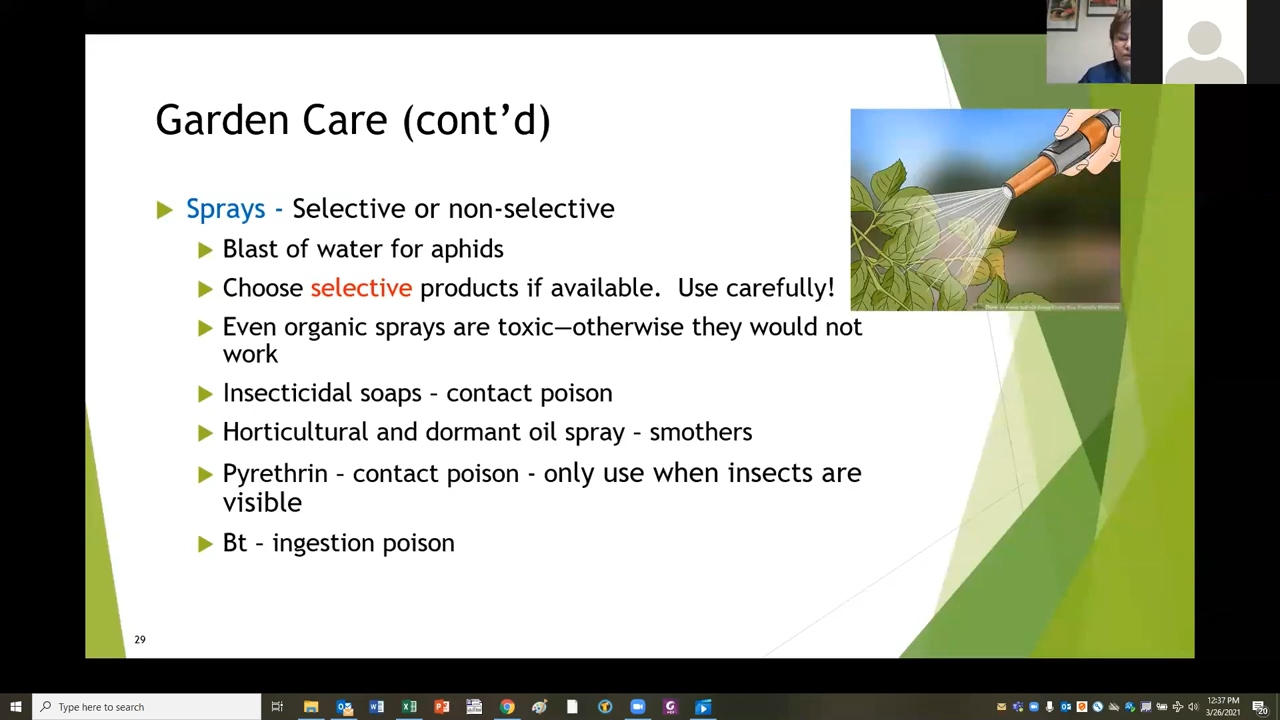 Garden Care (cont’d)
Sprays - Selective or non-selective
Blast of water for aphids
Choose selective products if available.  Use carefully!
Even organic sprays are toxic—otherwise they would not
work
Insecticidal soaps – contact poison
Horticultural and dormant oil spray – smothers
Pyrethrin – contact poison - only use when insects are
visible
Bt – ingestion poison
29
Type here to search
12:37 PM
3/26/2021
20